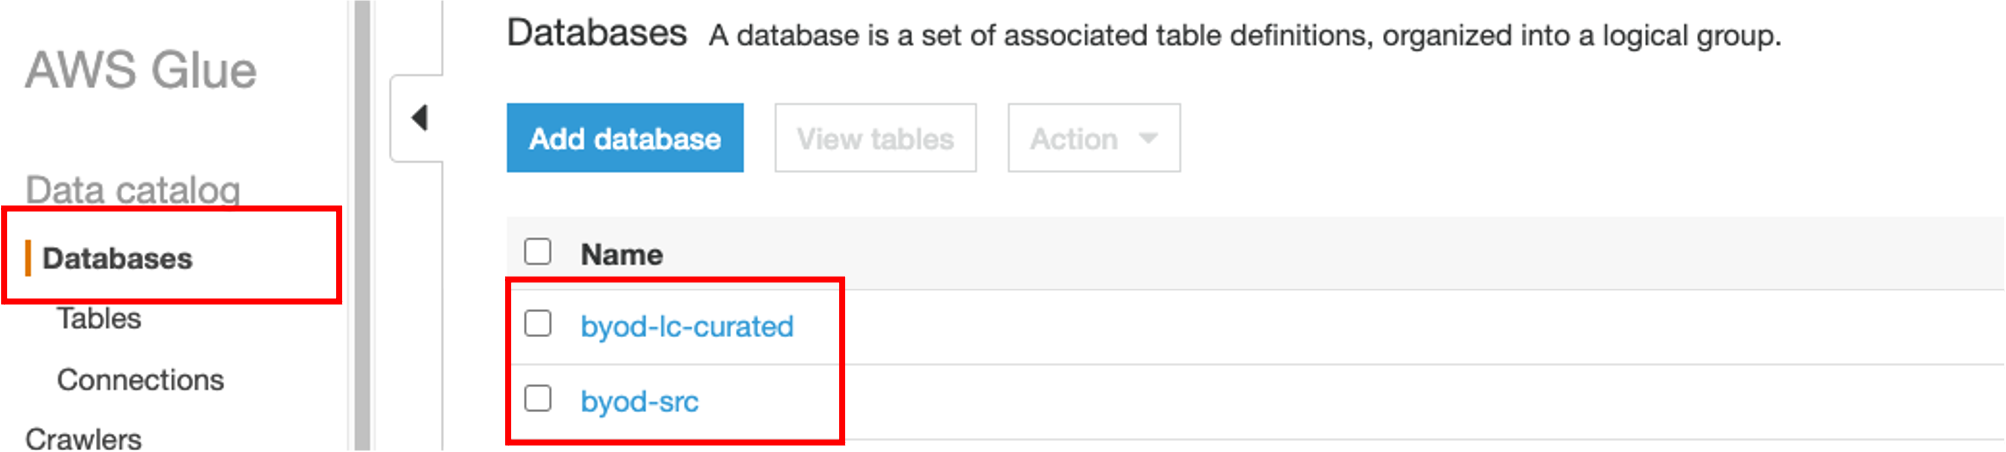 AWS Glue
Data catalog
Databases
Tables
Connections
Crawlers
Databases A database is a set of associated table definitions, organized into a logical group.
Add database View tables Action
Name
byod-lc-curated
byod-src